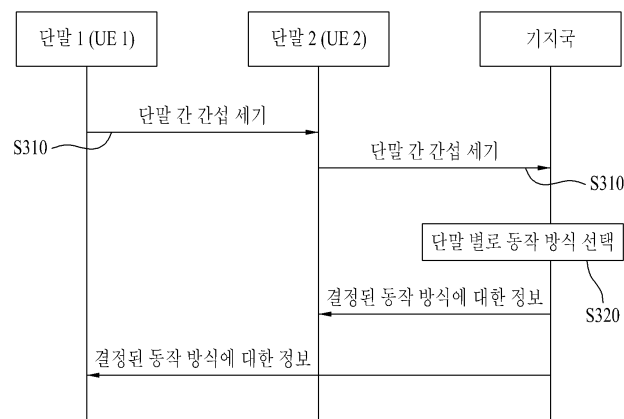 단말 1 (UE 1)
단말 2 (UE 2)
기지국
단말 간 간섭 세기
S310
단말 간 간섭 세기
S310
단말 별로 동작 방식 선택
S320
결정된 동작 방식에 대한 정보
결정된 동작 방식에 대한 정보